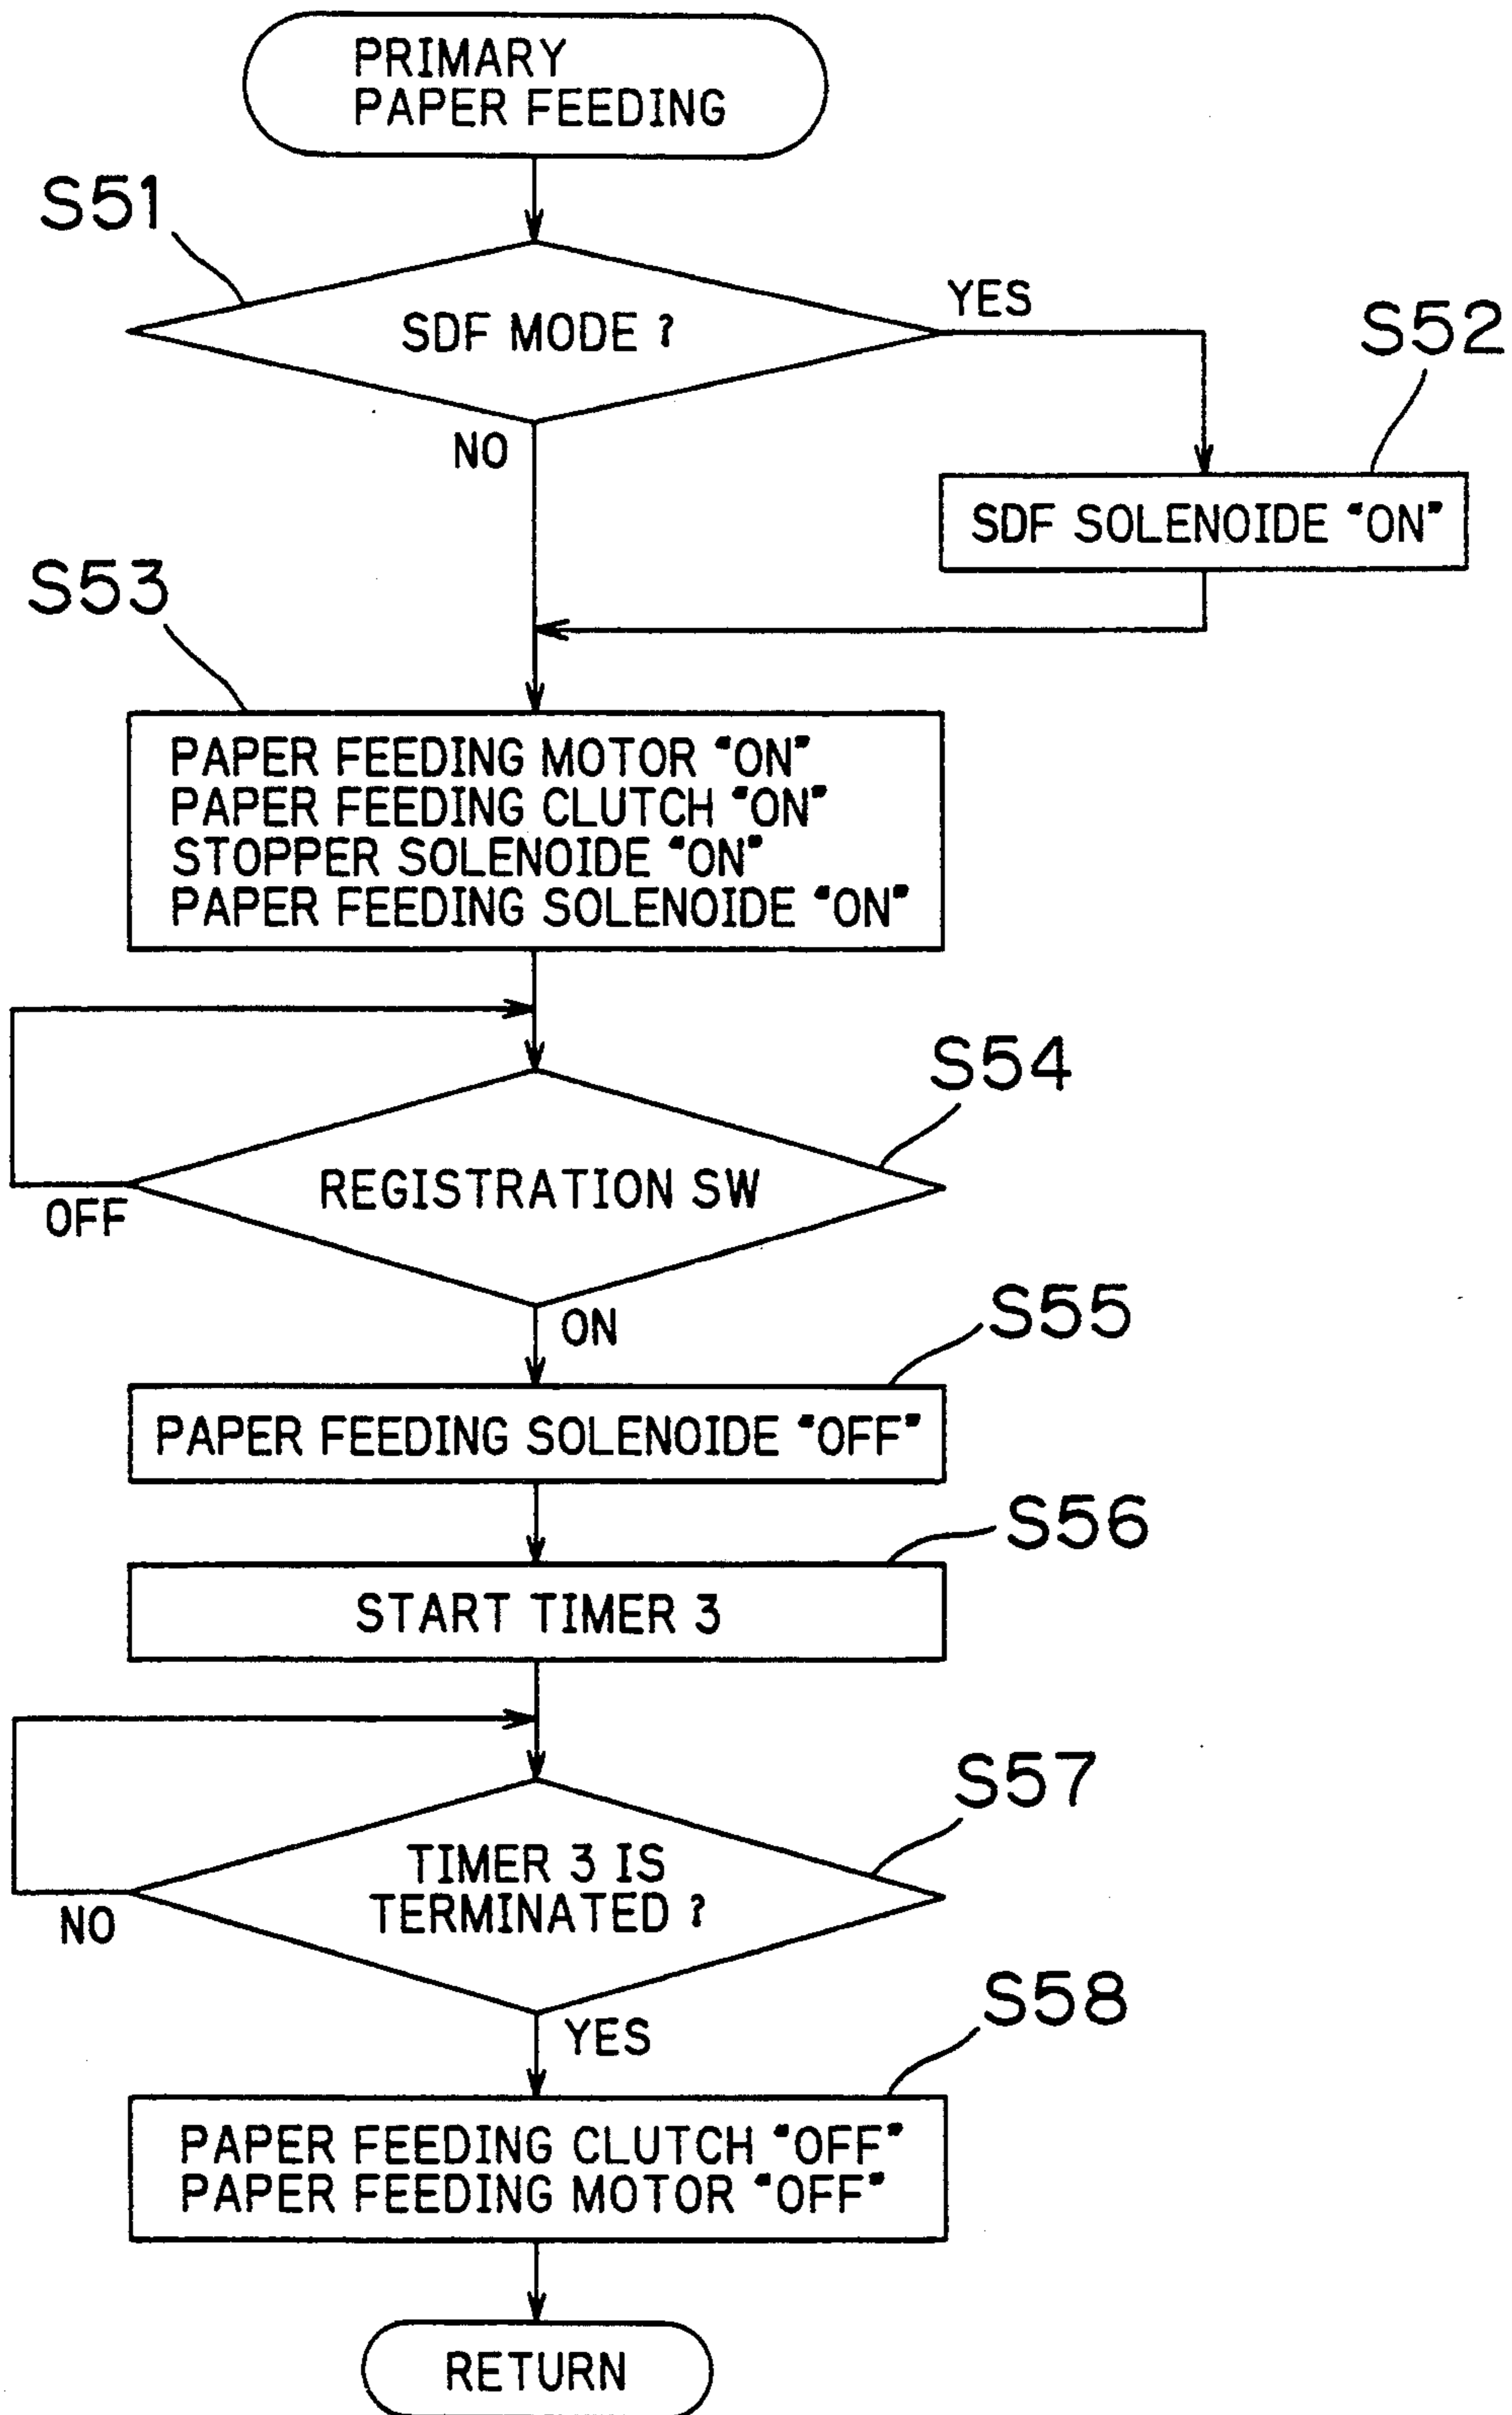 PRIMARY
PAPER FEEDING
S51
SDF MODE ?
YES
S52
NO
SDF SOLENOIDE "ON"
S53
PAPER FEEDING MOTOR "ON"
PAPER FEEDING CLUTCH "ON"
STOPPER SOLENOIDE "ON"
PAPER FEEDING SOLENOIDE "ON"
S54
REGISTRATION SW
OFF
ON
S55
PAPER FEEDING SOLENOIDE "OFF"
S56
START TIMER 3
S57
TIMER 3 IS
TERMINATED ?
NO
YES
S58
PAPER FEEDING CLUTCH "OFF"
PAPER FEEDING MOTOR "OFF"
RETURN